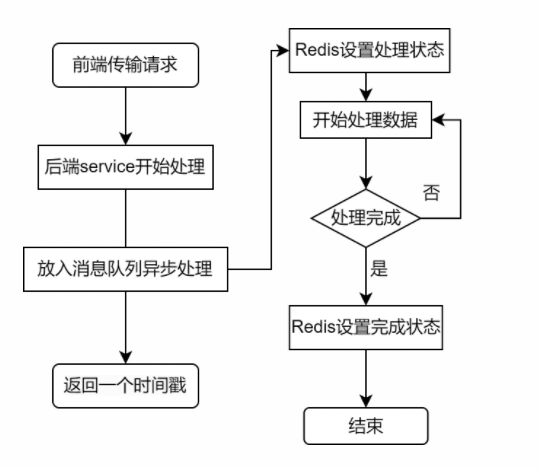 前端传输请求
后端service开始处理
放入消息队列异步处理
返回一个时间戳
Redis设置处理状态
开始处理数据
处理完成
否
是
Redis设置完成状态
结束